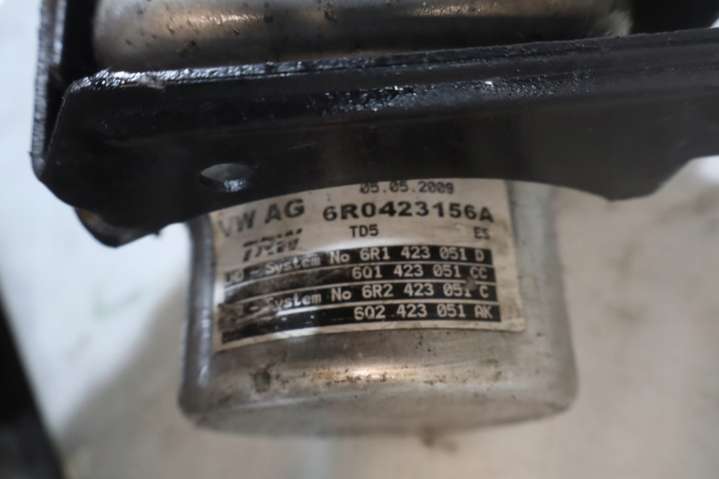 05.05.2009
VW AG 6R0423156A
TRW TD5 ES
- System No 6R1 423 051 D
6Q1 423 051 CC
- System No 6R2 423 051 C
6Q2 423 051 AK